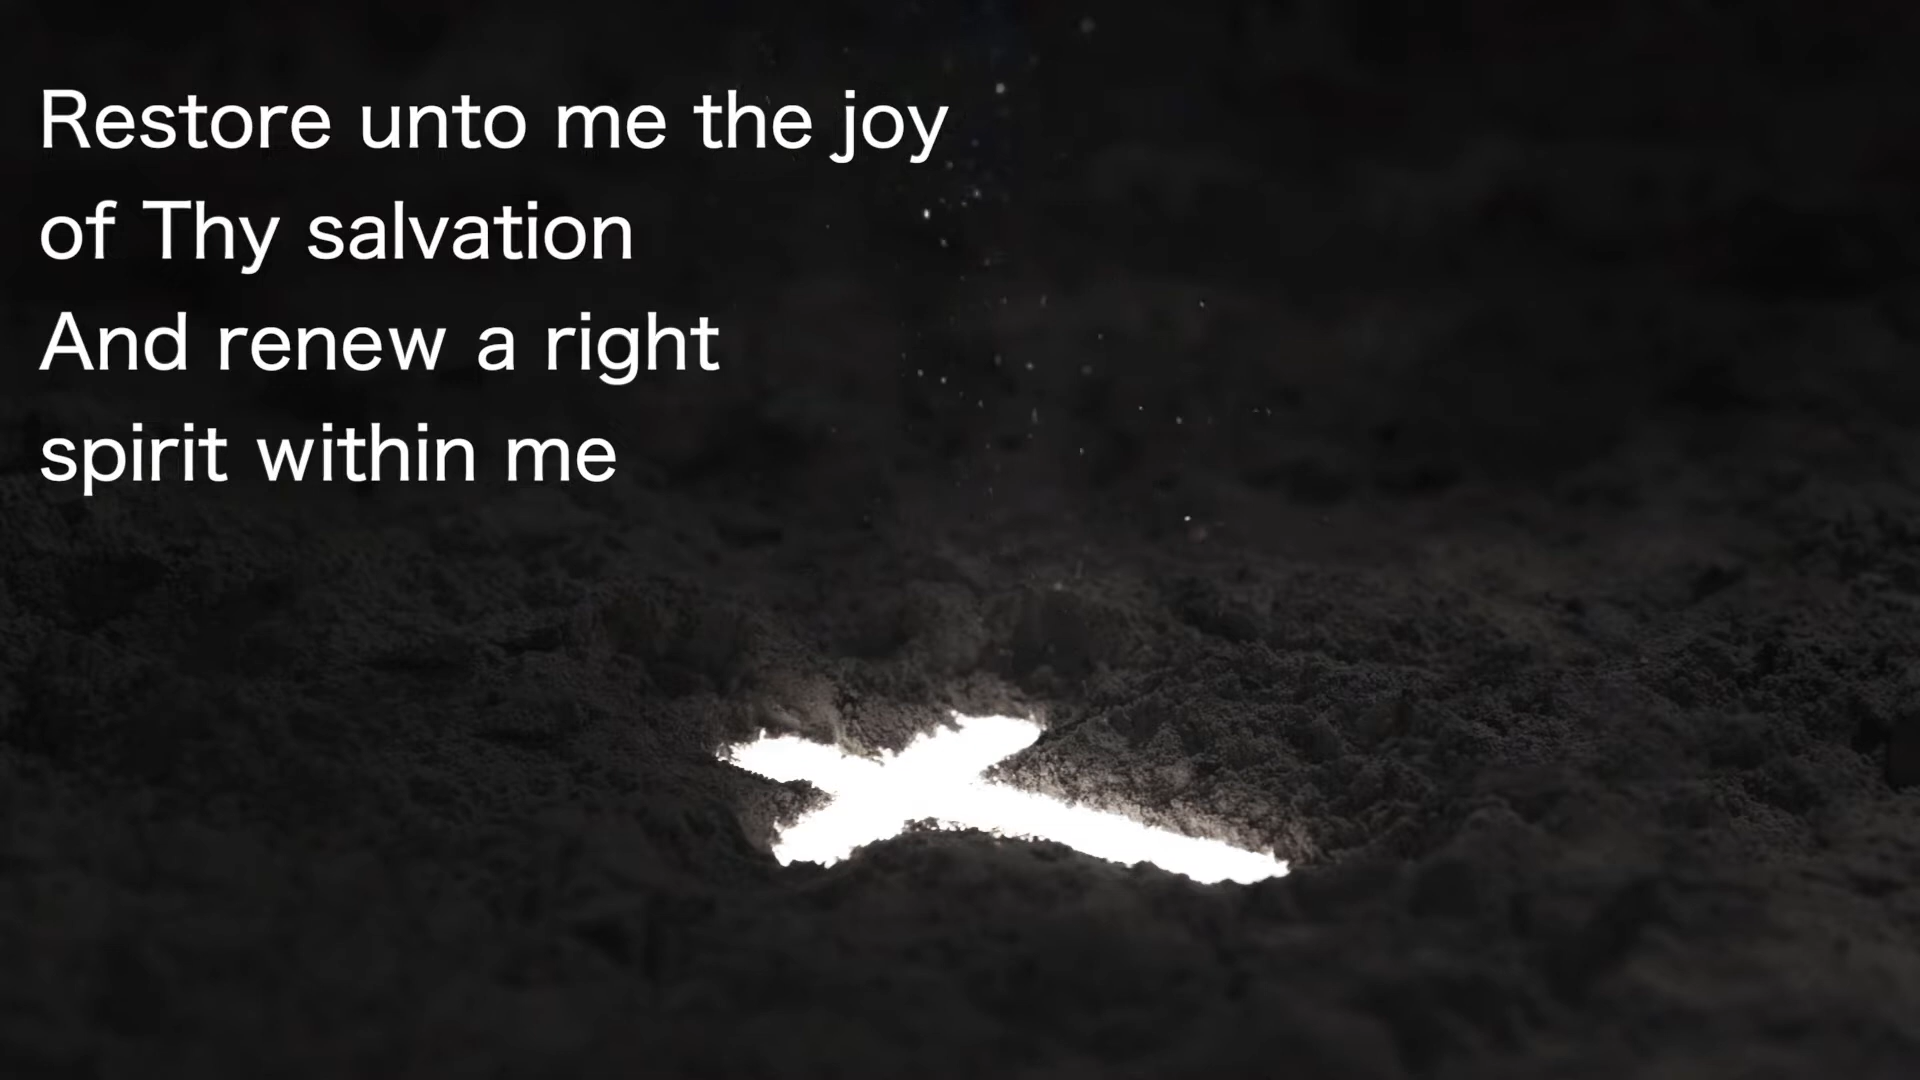 Restore unto me the joy
of Thy salvation
And renew a right
spirit within me